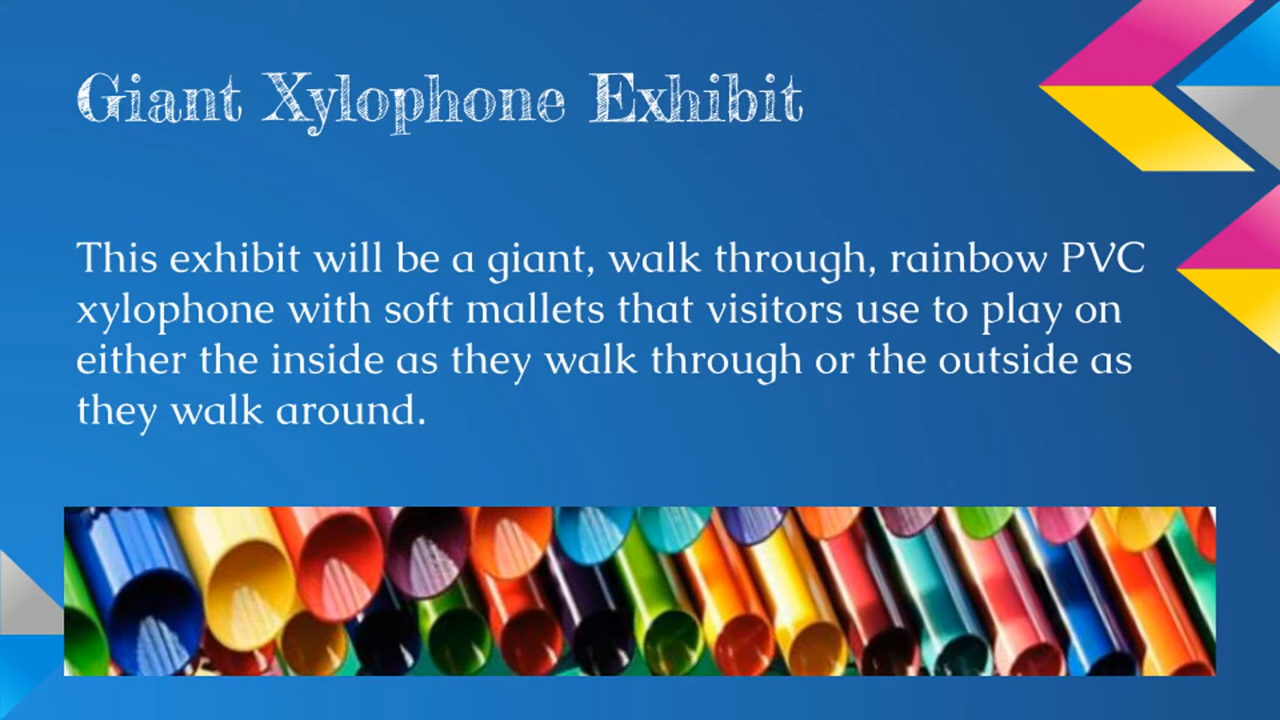 Giant Xylophone Exhibit
This exhibit will be a giant, walk through, rainbow PVC
xylophone with soft mallets that visitors use to play on
either the inside as they walk through or the outside as
they walk around.